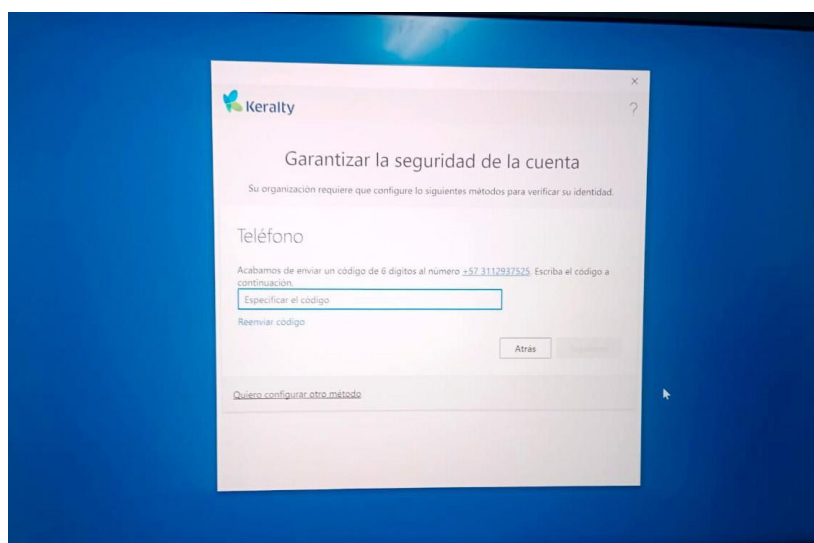 Keralty
Garantizar la seguridad de la cuenta
Su organización requiere que configure lo siguientes métodos para verificar su identidad.
Teléfono
Acabamos de enviar un código de 6 dígitos al número +57 3112937525. Escriba el código a
continuación.
Especificar el código
Reenviar código
Atrás
Quiero configurar otro método